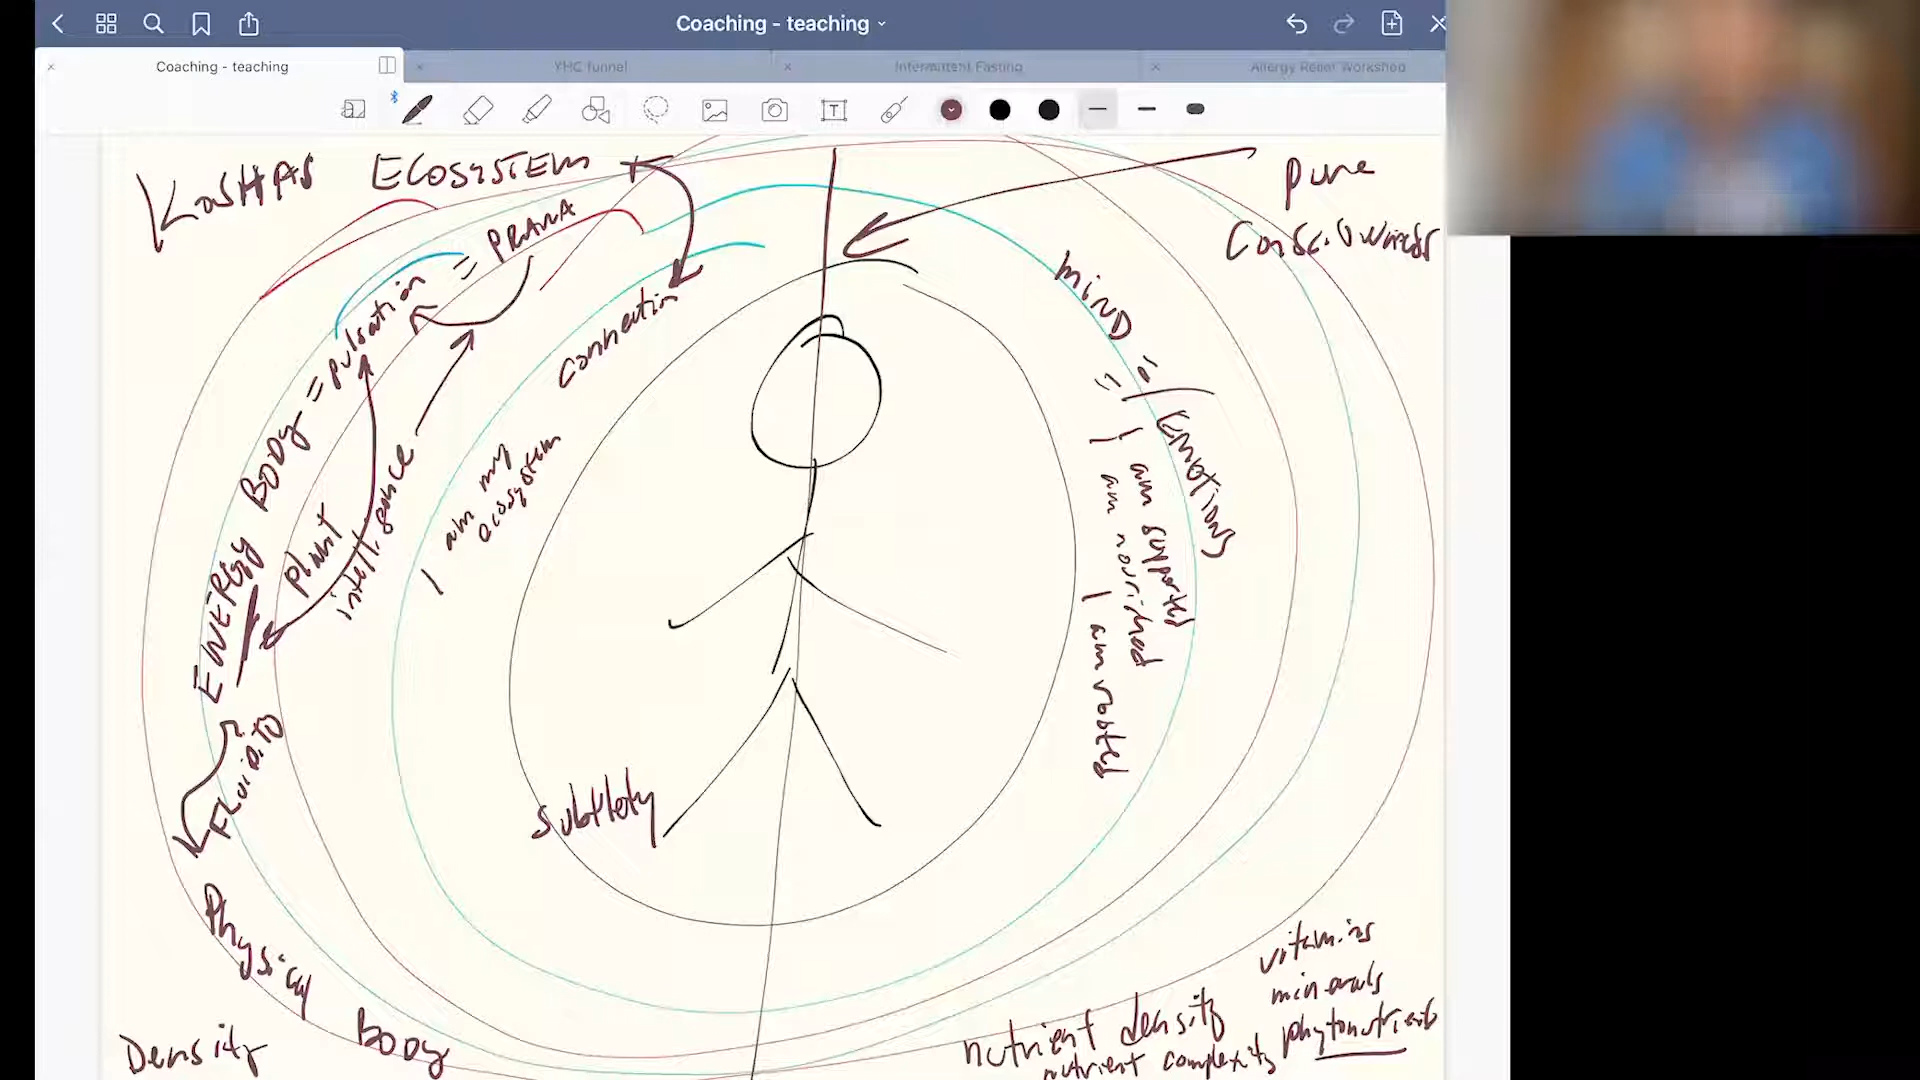 Coaching - teaching
Coaching - teaching
YHC funnel
Intermittent Fasting
Allergy Relief Workshop
T
KOSHAS ECOSYSTEM
Pure
Consciousness
ENERGY BODY = pulsation = PRANA
connection
MIND =
Emotions
I am my
ecosystem
plant
intelligence
= I am supported
am nourished
I am rooted
Fluidity
subtlety
Physical
Body
Density
vitamins
minerals
phytonutrients
nutrient density
nutrient complexity